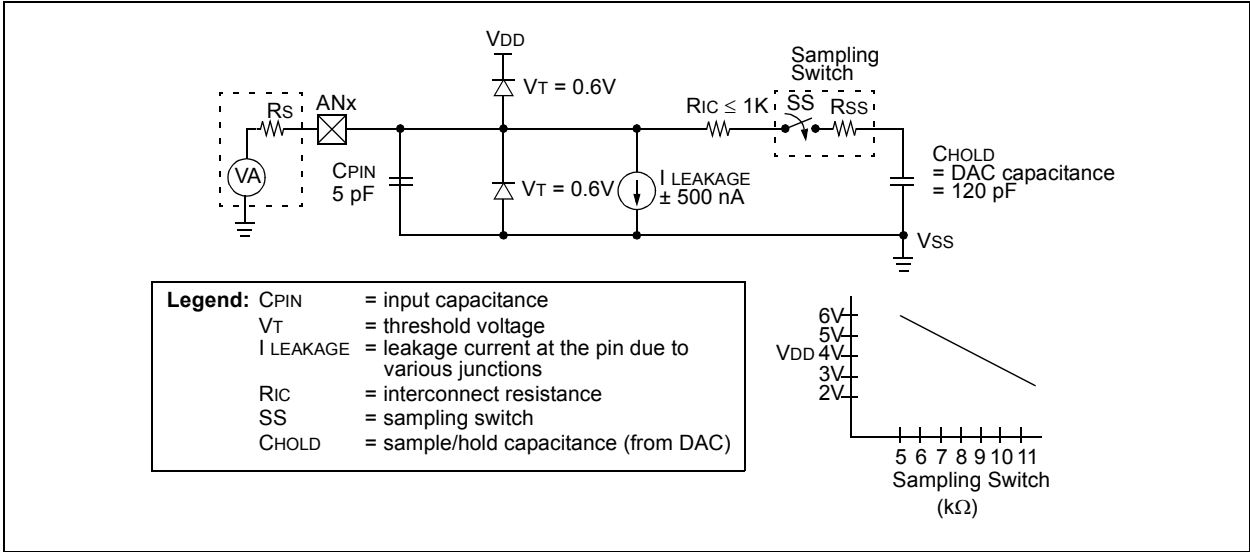 VDD
Sampling
Switch
VT = 0.6V
RS
ANx
RIC ≤ 1K
SS
RSS
VA
CPIN
5 pF
VT = 0.6V
I LEAKAGE
± 500 nA
CHOLD
= DAC capacitance
= 120 pF
VSS
Legend: CPIN = input capacitance
VT = threshold voltage
I LEAKAGE = leakage current at the pin due to
various junctions
RIC = interconnect resistance
SS = sampling switch
CHOLD = sample/hold capacitance (from DAC)
6V
5V
VDD 4V
3V
2V
5 6 7 8 9 10 11
Sampling Switch
(kΩ)